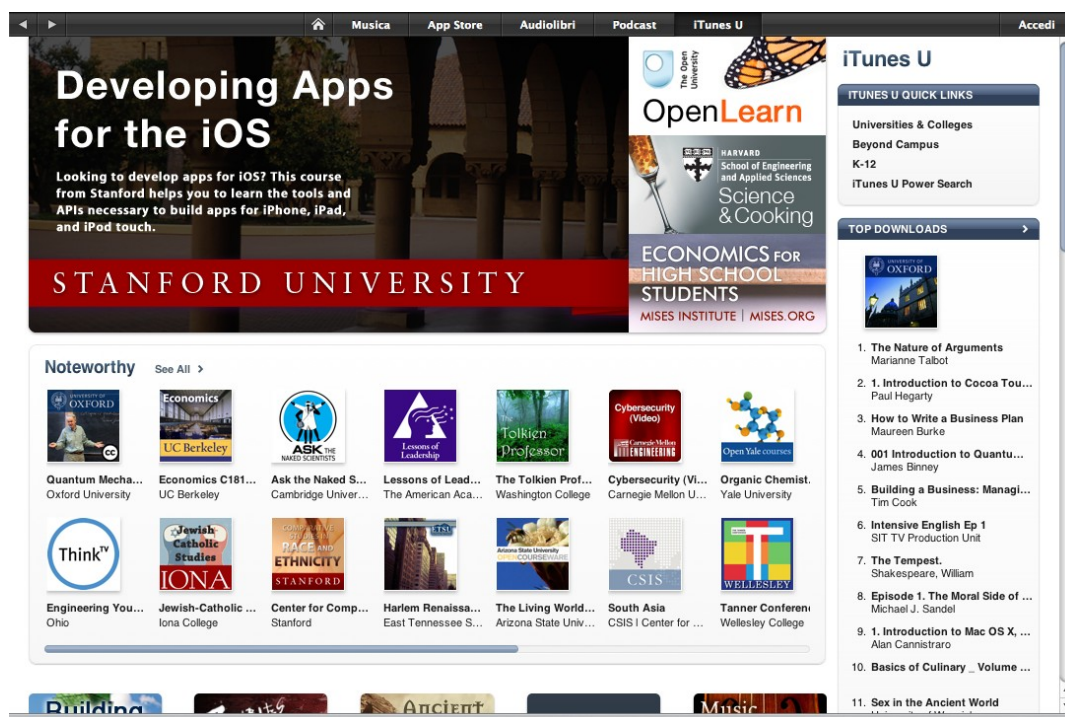 Musica App Store Audiolibri Podcast iTunes U Accedi
Developing Apps
for the iOS
Looking to develop apps for iOS? This course
from Stanford helps you to learn the tools and
APIs necessary to build apps for iPhone, iPad,
and iPod touch.
STANFORD UNIVERSITY
The Open
University
OpenLearn
HARVARD
School of Engineering
and Applied Sciences
Science
& Cooking
ECONOMICS FOR
HIGH SCHOOL
STUDENTS
MISES INSTITUTE | MISES.ORG
iTunes U
ITUNES U QUICK LINKS
Universities & Colleges
Beyond Campus
K-12
iTunes U Power Search
TOP DOWNLOADS
UNIVERSITY OF
OXFORD
1. The Nature of Arguments
Marianne Talbot
2. 1. Introduction to Cocoa Tou...
Paul Hegarty
3. How to Write a Business Plan
Maureen Burke
4. 001 Introduction to Quantu...
James Binney
5. Building a Business: Managi...
Tim Cook
6. Intensive English Ep 1
SIT TV Production Unit
7. The Tempest.
Shakespeare, William
8. Episode 1. The Moral Side of ...
Michael J. Sandel
9. 1. Introduction to Mac OS X, ...
Alan Cannistraro
10. Basics of Culinary _ Volume ...
11. Sex in the Ancient World
Noteworthy See All
UNIVERSITY OF
OXFORD
cc
Economics
UC Berkeley
ASK THE
NAKED SCIENTISTS
Lessons of
Leadership
Tolkien
Professor
Cybersecurity
(Video)
Carnegie Mellon
ENGINEERING
Open Yale courses
Quantum Mecha... Economics C181... Ask the Naked S... Lessons of Lead... The Tolkien Prof... Cybersecurity (Vi... Organic Chemist.
Oxford University UC Berkeley Cambridge Univer... The American Aca... Washington College Carnegie Mellon U... Yale University
ThinkTV
Jewish
Catholic
Studies
IONA
COMPARATIVE
STUDIES IN
RACE AND
ETHNICITY
STANFORD
ETSU
Arizona State University
OPENCOURSEWARE
CSIS
T
WELLESLEY
Engineering You... Jewish-Catholic ... Center for Comp... Harlem Renaissa... The Living World... South Asia Tanner Conferen
Ohio Iona College Stanford East Tennessee S... Arizona State Univ... CSIS | Center for ... Wellesley College
Building
Ancient
Music